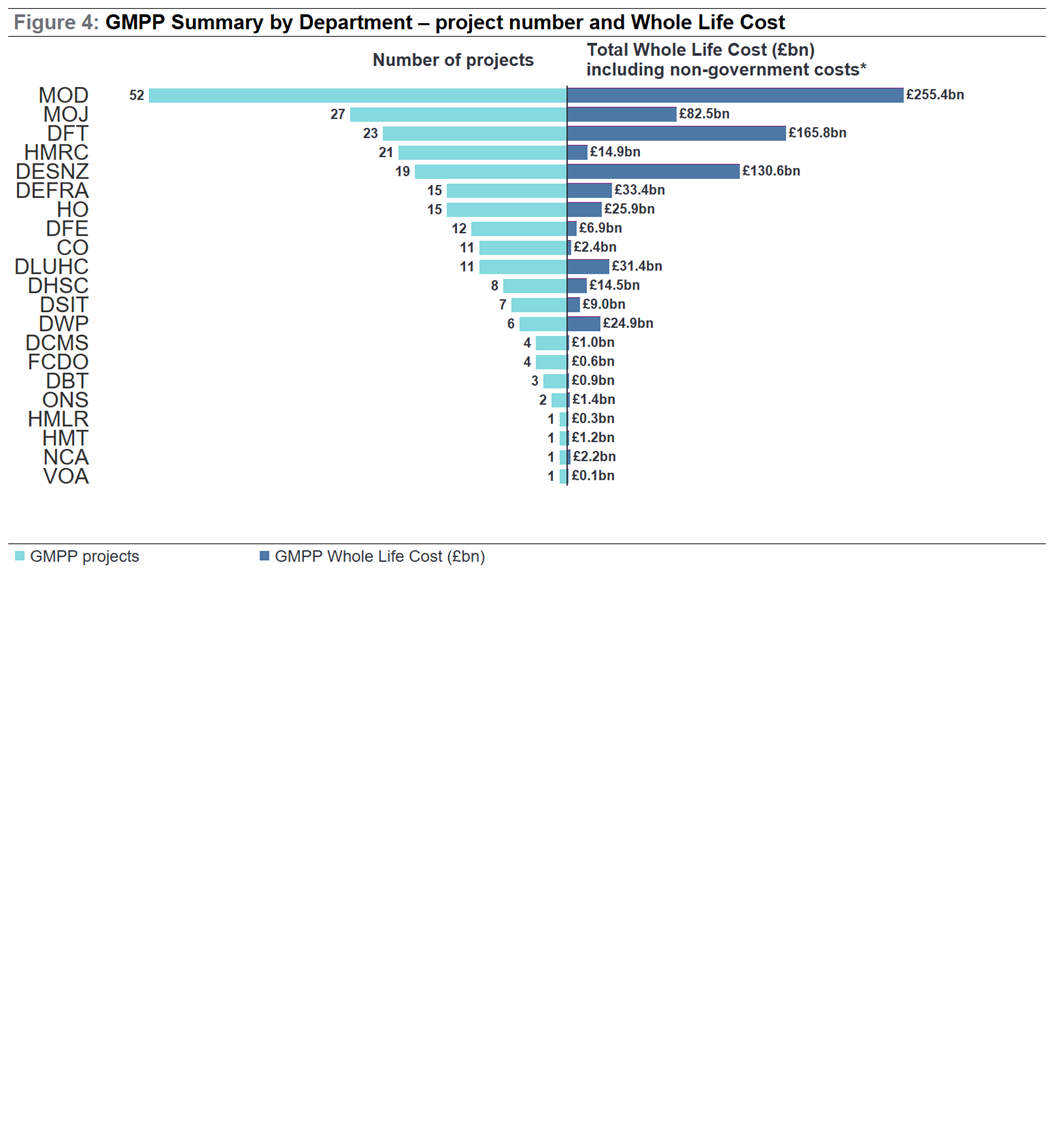 Figure 4: GMPP Summary by Department – project number and Whole Life Cost
Number of projects
Total Whole Life Cost (£bn)
including non-government costs*
MOD 52 £255.4bn
MOJ 27 £82.5bn
DFT 23 £165.8bn
HMRC 21 £14.9bn
DESNZ 19 £130.6bn
DEFRA 15 £33.4bn
HO 15 £25.9bn
DFE 12 £6.9bn
CO 11 £2.4bn
DLUHC 11 £31.4bn
DHSC 8 £14.5bn
DSIT 7 £9.0bn
DWP 6 £24.9bn
DCMS 4 £1.0bn
FCDO 4 £0.6bn
DBT 3 £0.9bn
ONS 2 £1.4bn
HMLR 1 £0.3bn
HMT 1 £1.2bn
NCA 1 £2.2bn
VOA 1 £0.1bn
GMPP projects
GMPP Whole Life Cost (£bn)